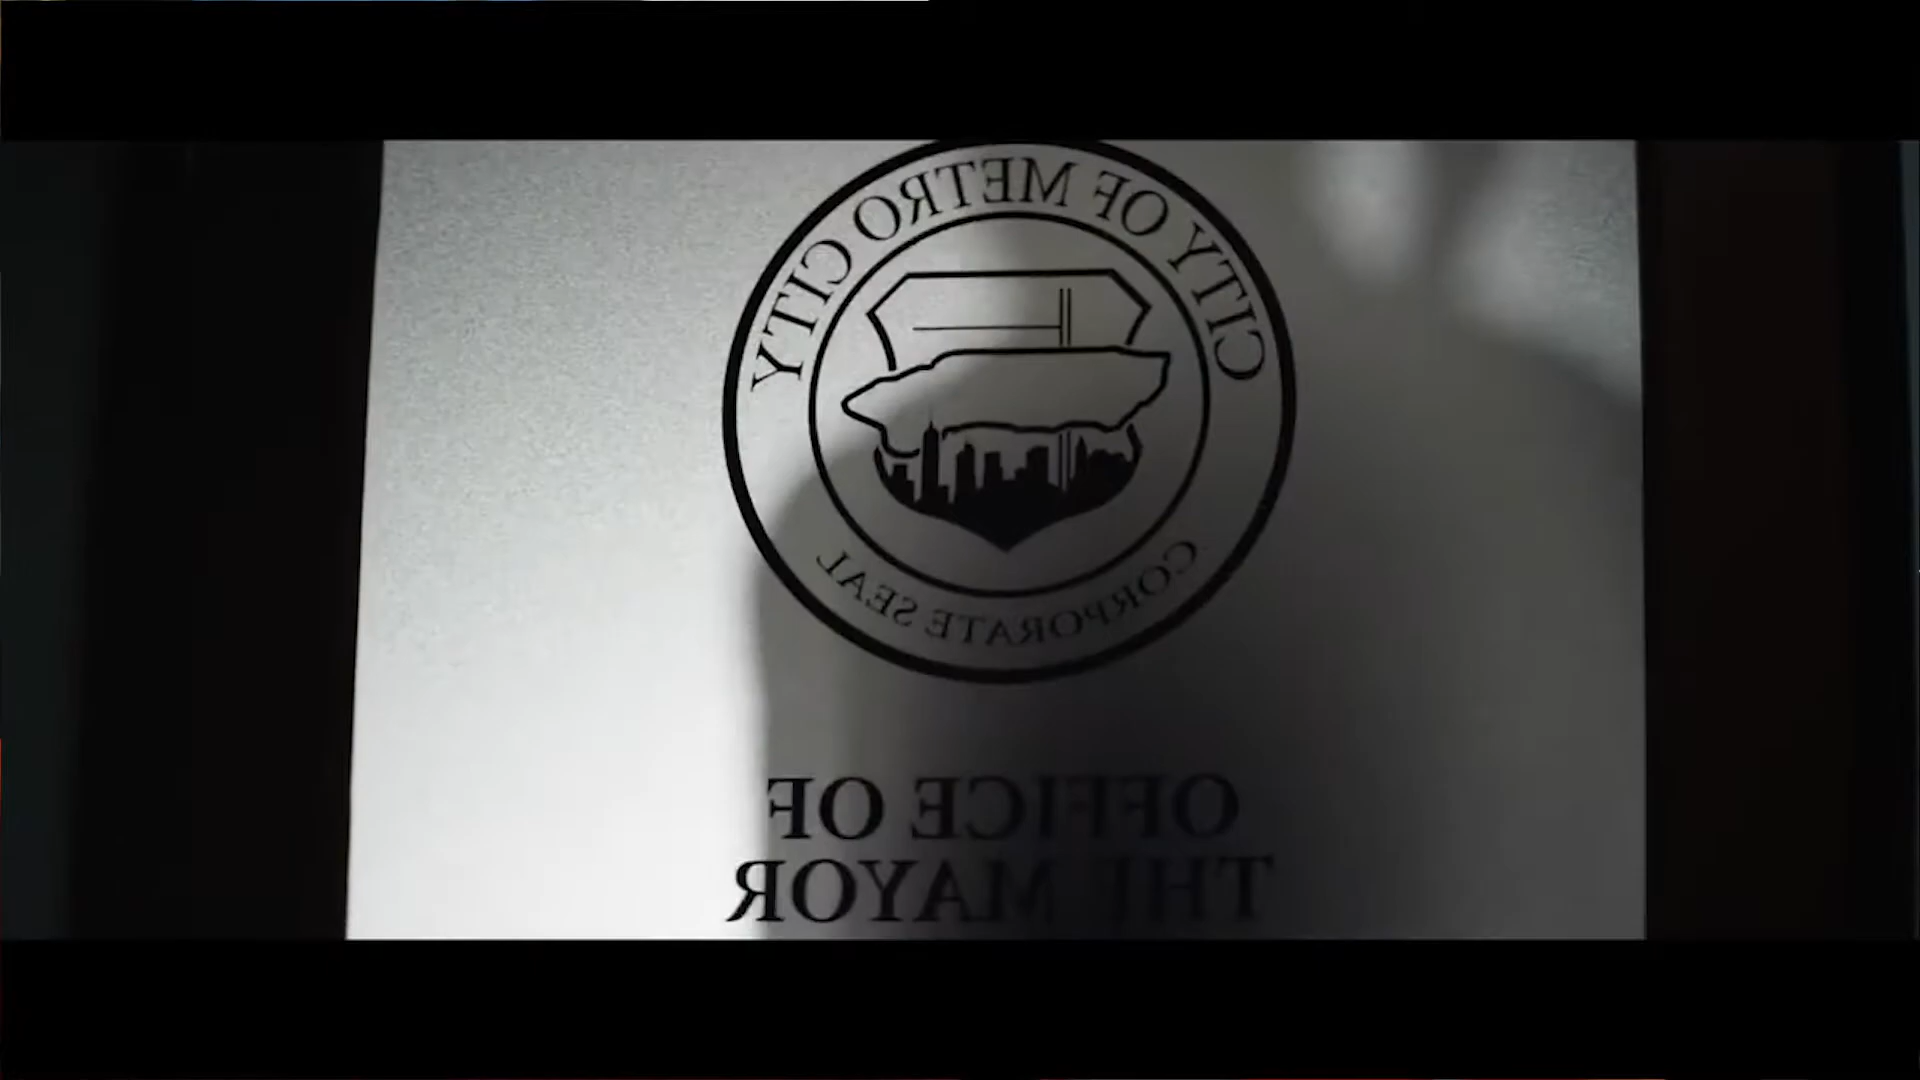 CITY OF METRO CITY
CORPORATE SEAL
OFFICE OF
THE MAYOR